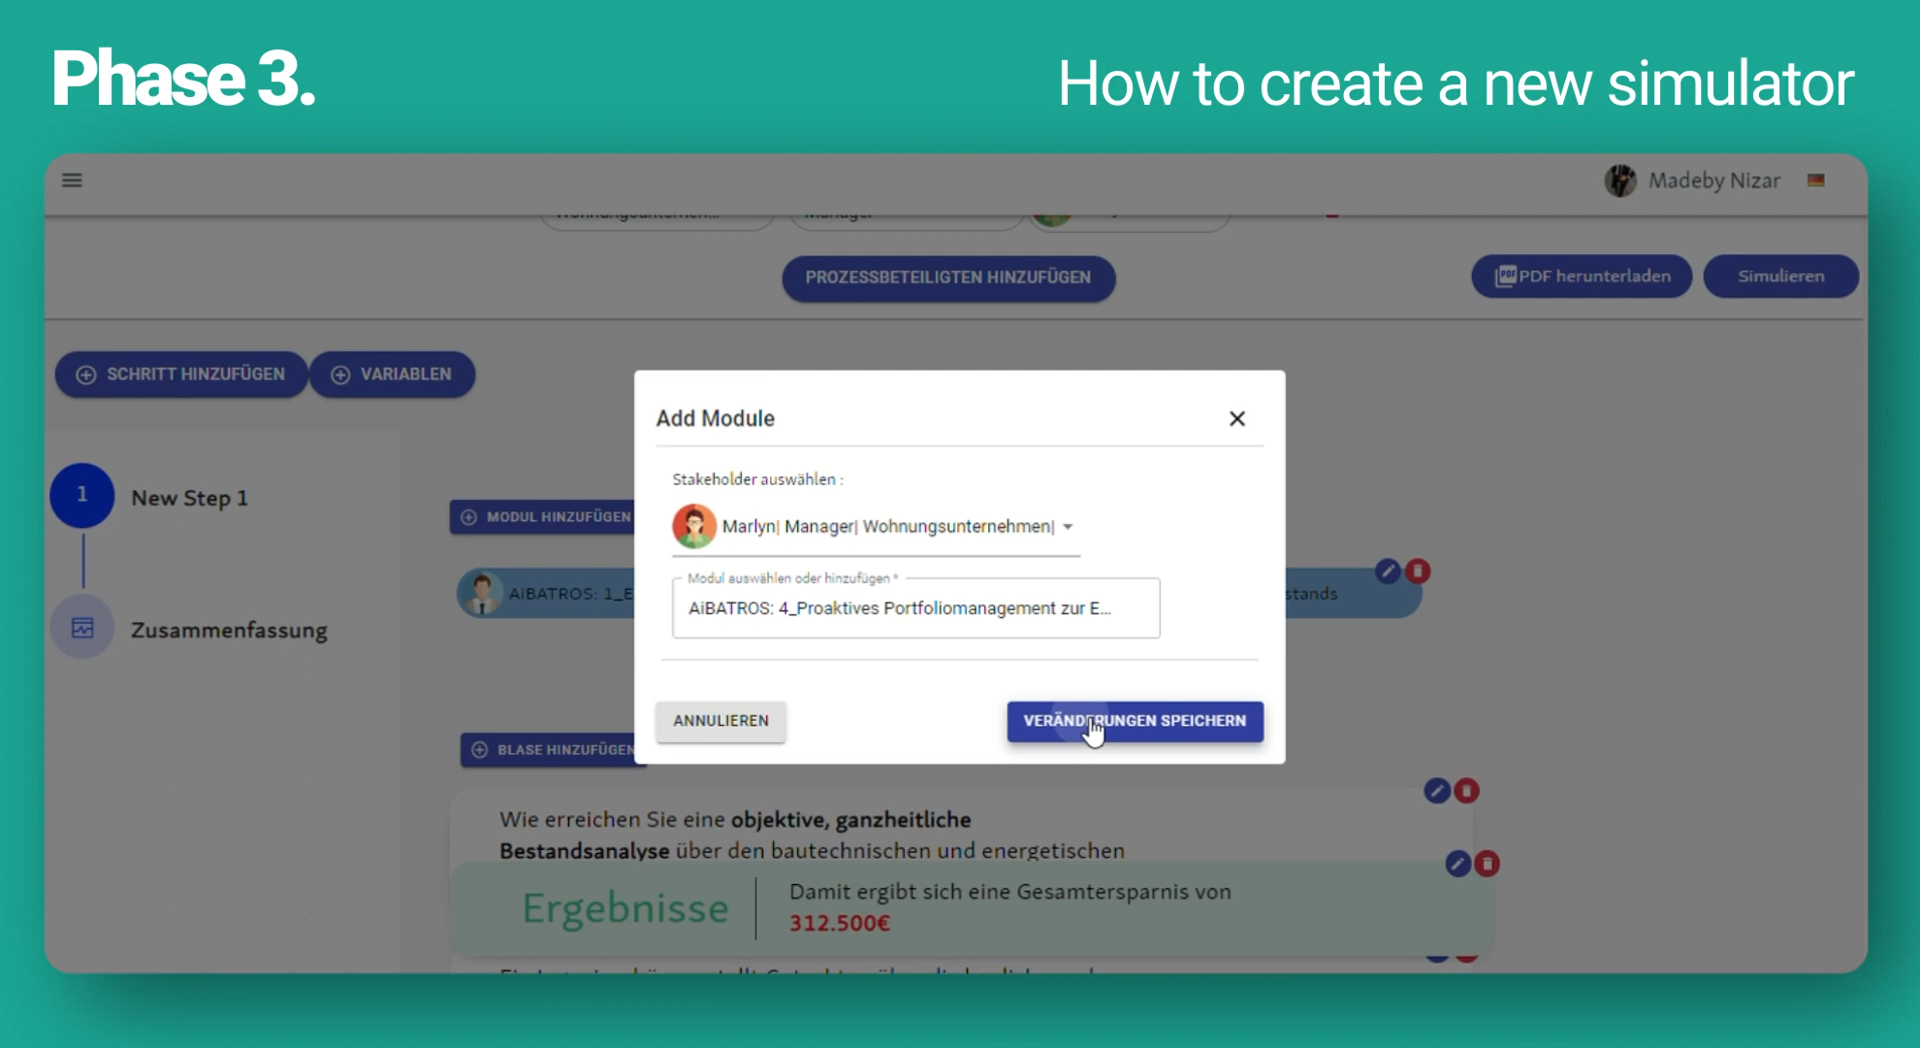 Phase 3.
How to create a new simulator
Madeby Nizar
Manager
PROZESSBETEILIGTEN HINZUFÜGEN
PDF herunterladen
Simulieren
SCHRITT HINZUFÜGEN
VARIABLEN
Add Module
Stakeholder auswählen :
1
New Step 1
MODUL HINZUFÜGEN
Marlyn| Manager| Wohnungsunternehmen|
Modul auswählen oder hinzufügen *
AiBATROS: 1_E
AiBATROS: 4_Proaktives Portfoliomanagement zur E...
stands
Zusammenfassung
ANNULIEREN
VERÄNDERUNGEN SPEICHERN
BLASE HINZUFÜGEN
Wie erreichen Sie eine objektive, ganzheitliche
Bestandsanalyse über den bautechnischen und energetischen
Ergebnisse
Damit ergibt sich eine Gesamtersparnis von
312.500€